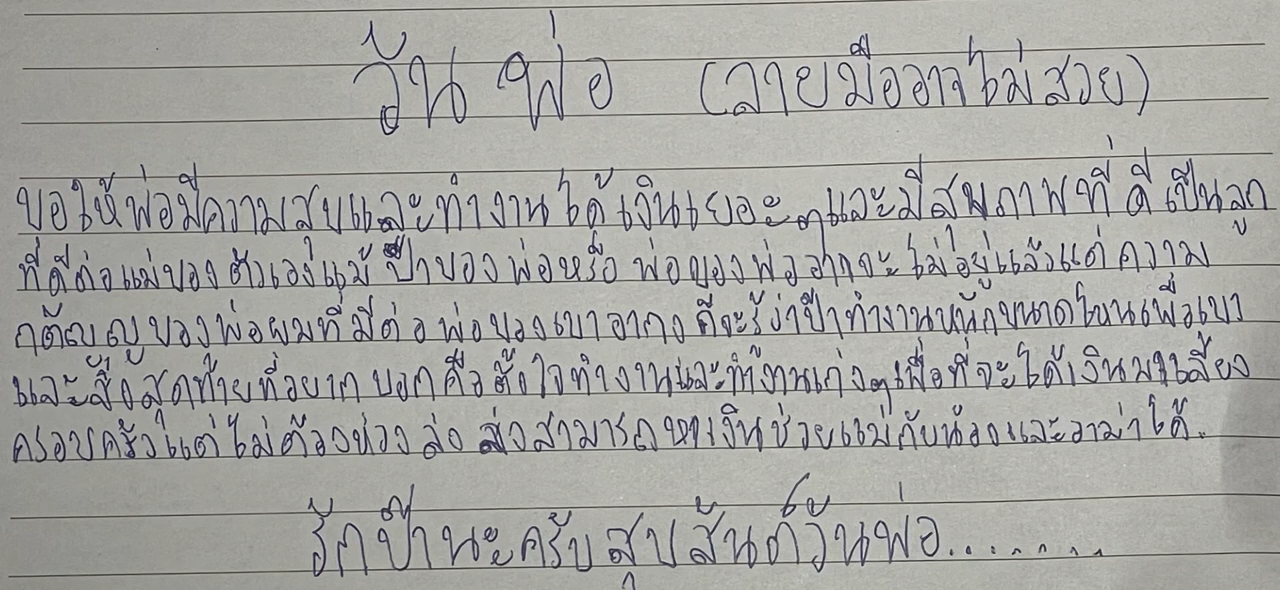 วันพ่อ (ลายมืออาจไม่สวย)
ขอให้พ่อมีความสุขและทำงานได้เงินเยอะๆและมีสุขภาพที่ดี เป็นลูก
ที่ดีต่อแม่ของตัวเองแม้ ป๊าของพ่อหรือ พ่อของพ่ออาจจะไม่อยู่แล้วแต่ความ
กตัญญูของพ่อผมที่มีต่อพ่อของเขาอากงคืจะรู้ว่าป๊าทำงานหนักขนาดไหนเพื่อเขา
และสิ่งสุดท้ายที่อยากบอกคือตั้งใจทำงานและทำงานเก่งๆเพื่อที่จะได้เงินมาเลี้ยง
ครอบครัวแต่ไม่ต้องห่วง สามารถหาเงินช่วยแม่กับน้องและอาม่าได้.
รักป๊านะครับสุขสันต์วันพ่อ........